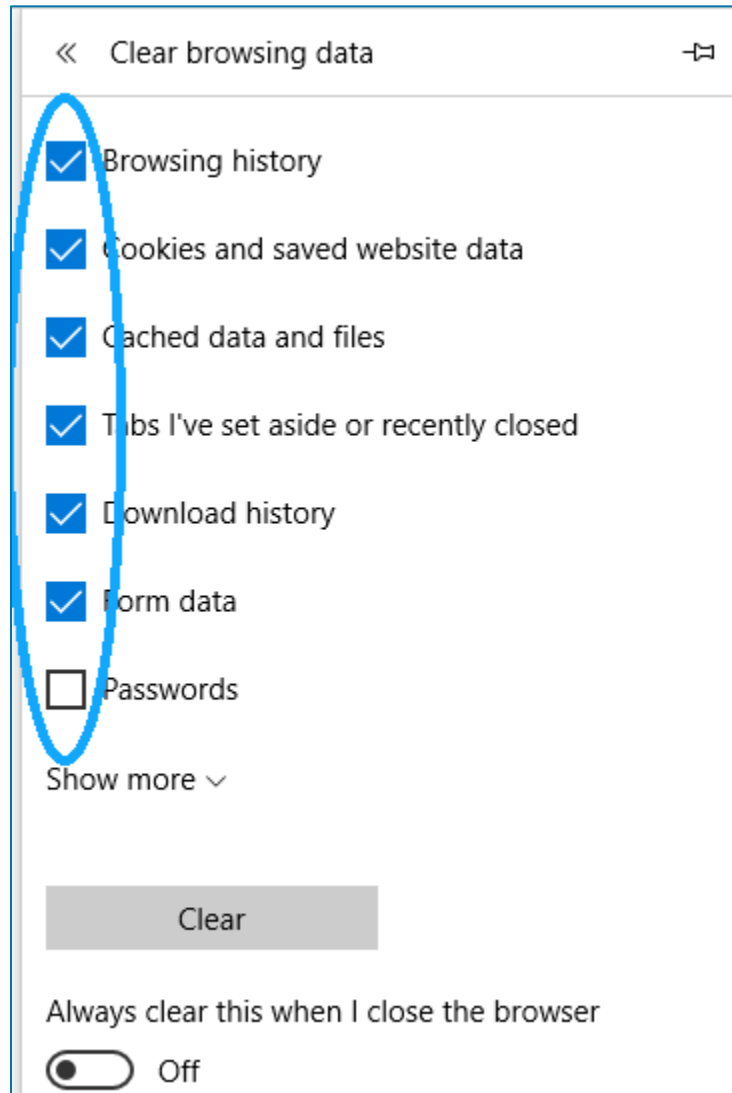 Clear browsing data
Browsing history
Cookies and saved website data
Cached data and files
Tabs I've set aside or recently closed
Download history
Form data
Passwords
Show more
Clear
Always clear this when I close the browser
Off